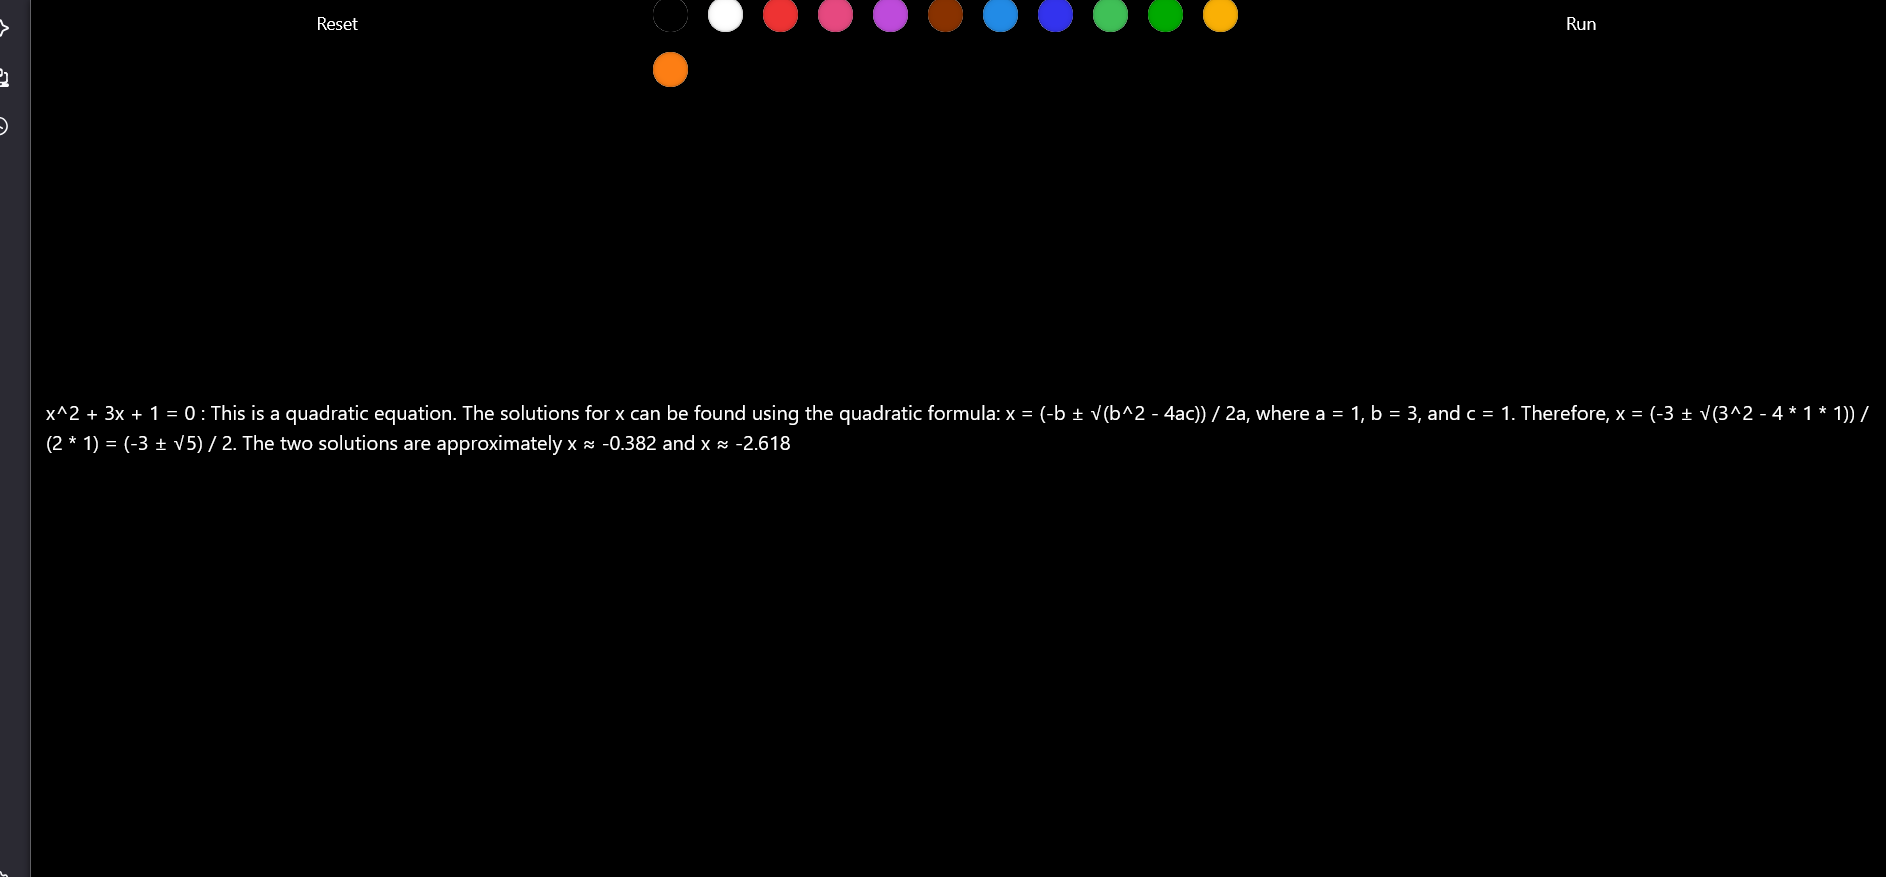 Reset
Run
x^2 + 3x + 1 = 0 : This is a quadratic equation. The solutions for x can be found using the quadratic formula: x = (-b ± √(b^2 - 4ac)) / 2a, where a = 1, b = 3, and c = 1. Therefore, x = (-3 ± √(3^2 - 4 * 1 * 1)) /
(2 * 1) = (-3 ± √5) / 2. The two solutions are approximately x ≈ -0.382 and x ≈ -2.618